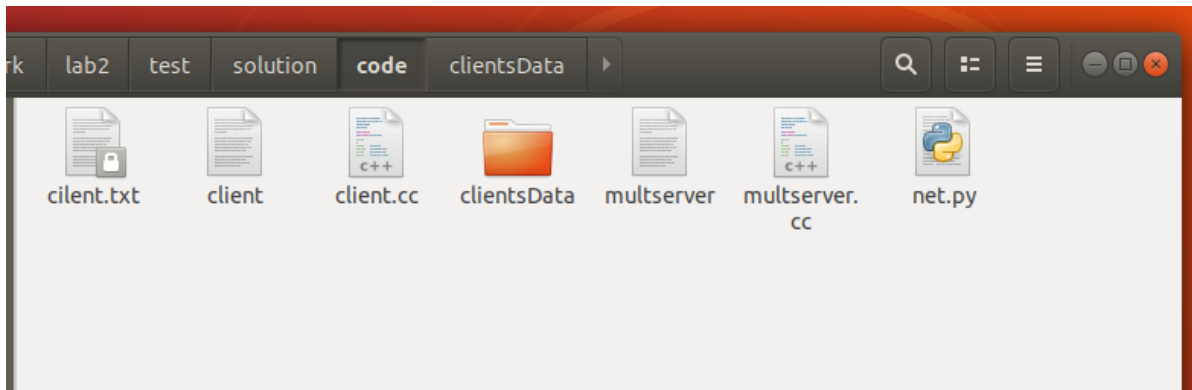 rk lab2 test solution code clientsData
cilent.txt client client.cc clientsData multserver multserver. net.py
cc
c++ c++